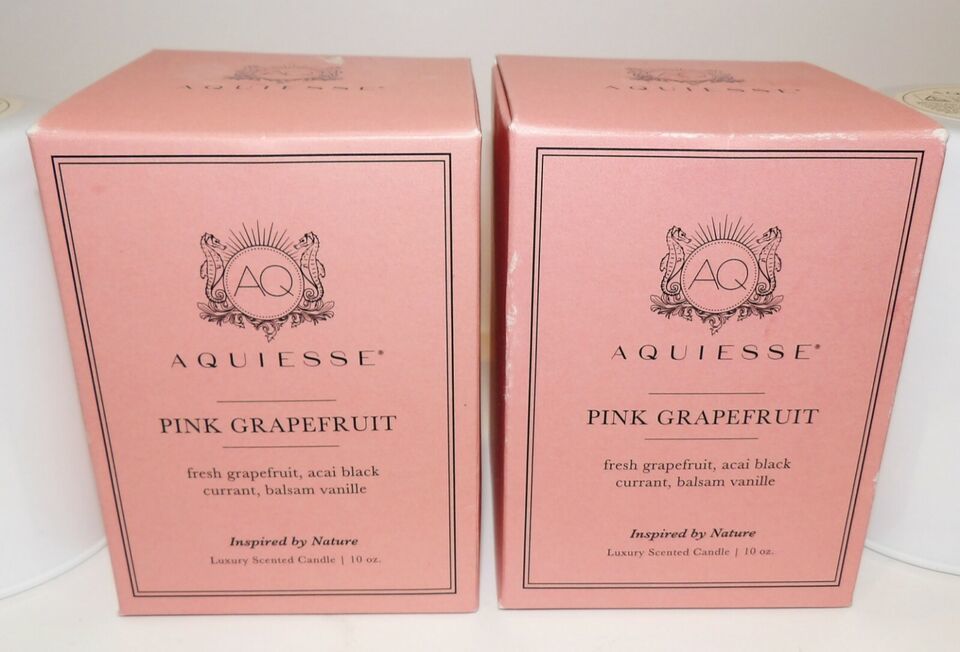 AQUIESSE®
AQ
AQUIESSE®
PINK GRAPEFRUIT
fresh grapefruit, acai black
currant, balsam vanille
Inspired by Nature
Luxury Scented Candle | 10 oz.
AQUIESSE
AQ
AQUIESSE®
PINK GRAPEFRUIT
fresh grapefruit, acai black
currant, balsam vanille
Inspired by Nature
Luxury Scented Candle | 10 oz.